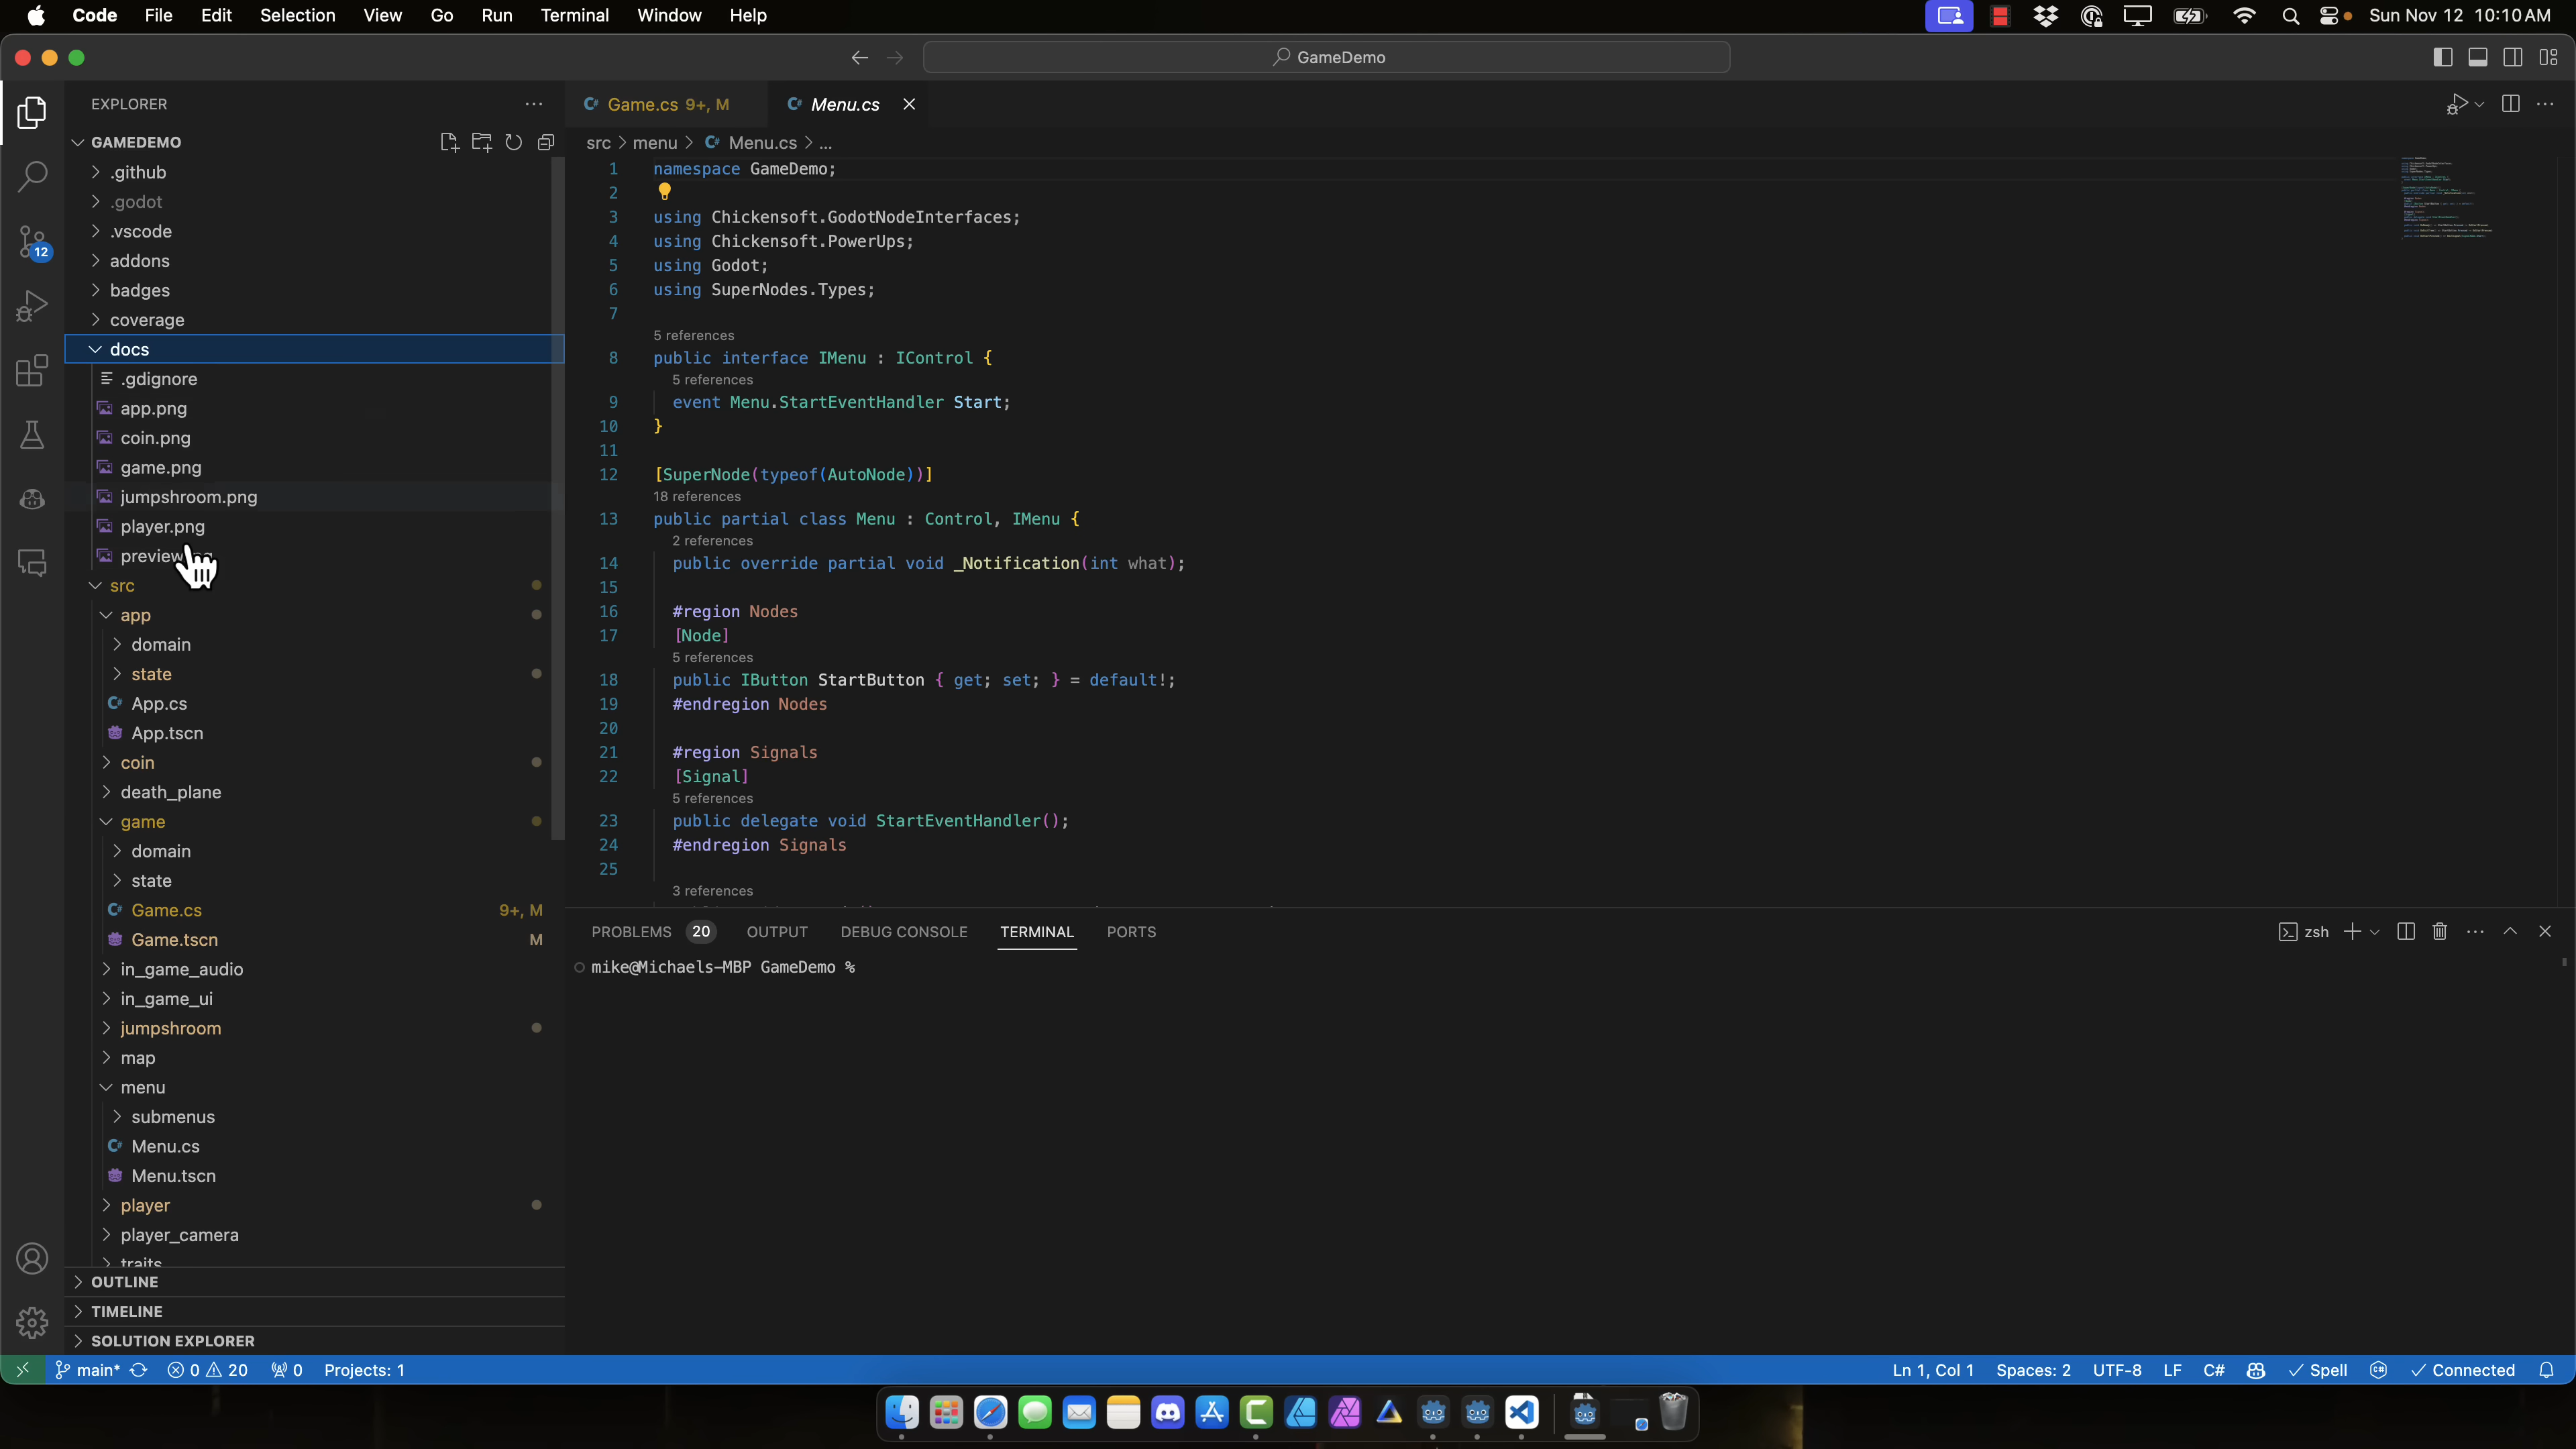 Code File Edit Selection View Go Run Terminal Window Help
Sun Nov 12 10:10 AM
GameDemo
EXPLORER
GAMEDEMO
.github
.godot
.vscode
12
addons
badges
coverage
docs
.gdignore
app.png
coin.png
game.png
jumpshroom.png
player.png
src
app
domain
state
App.cs
App.tscn
coin
death_plane
game
domain
state
Game.cs 9+, M
Game.tscn M
in_game_audio
in_game_ui
jumpshroom
map
menu
submenus
Menu.cs
Menu.tscn
player
player_camera
traits
OUTLINE
TIMELINE
SOLUTION EXPLORER
C# Game.cs 9+, M C# Menu.cs
src > menu > C# Menu.cs > ...
1 namespace GameDemo;
2
3 using Chickensoft.GodotNodeInterfaces;
4 using Chickensoft.PowerUps;
5 using Godot;
6 using SuperNodes.Types;
7
5 references
8 public interface IMenu : IControl {
5 references
9 event Menu.StartEventHandler Start;
10 }
11
12 [SuperNode(typeof(AutoNode))]
18 references
13 public partial class Menu : Control, IMenu {
2 references
14 public override partial void _Notification(int what);
15
16 #region Nodes
17 [Node]
5 references
18 public IButton StartButton { get; set; } = default!;
19 #endregion Nodes
20
21 #region Signals
22 [Signal]
5 references
23 public delegate void StartEventHandler();
24 #endregion Signals
25
3 references
PROBLEMS 20 OUTPUT DEBUG CONSOLE TERMINAL PORTS
zsh
mike@Michaels-MBP GameDemo %
main* 0 20 0 Projects: 1
Ln 1, Col 1 Spaces: 2 UTF-8 LF C# Spell Connected